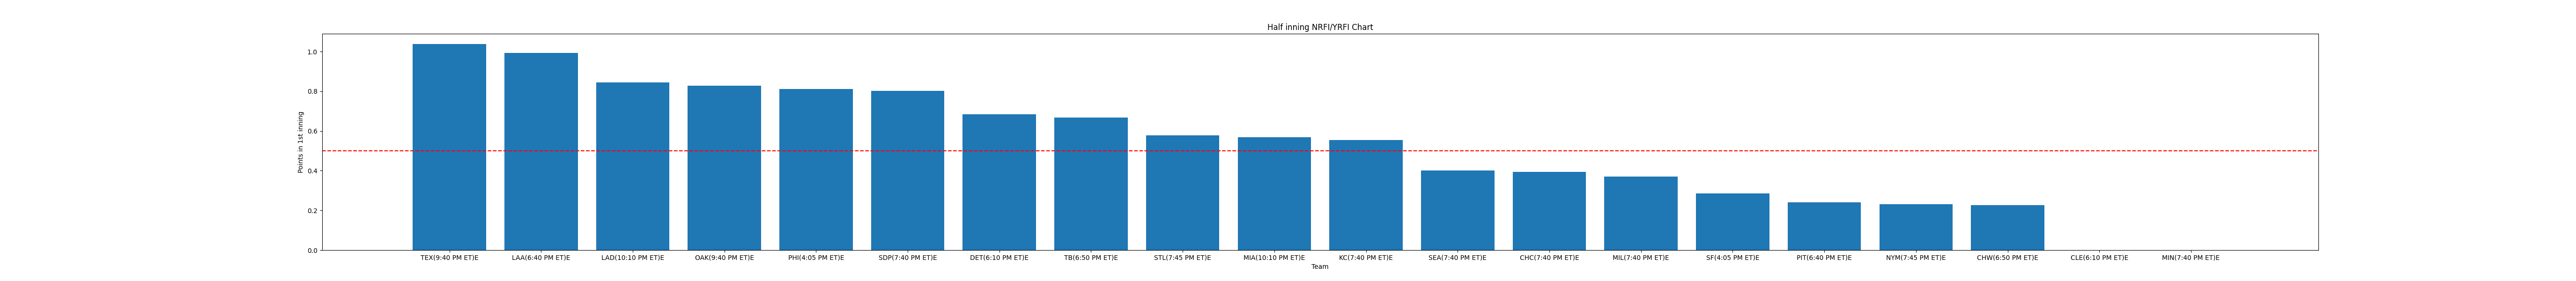 Half inning NRFI/YRFI Chart
1.0
0.8
0.6
0.4
0.2
0.0
Points in 1st inning
TEX(9:40 PM ET)E LAA(6:40 PM ET)E LAD(10:10 PM ET)E OAK(9:40 PM ET)E PHI(4:05 PM ET)E SDP(7:40 PM ET)E DET(6:10 PM ET)E TB(6:50 PM ET)E STL(7:45 PM ET)E MIA(10:10 PM ET)E KC(7:40 PM ET)E SEA(7:40 PM ET)E CHC(7:40 PM ET)E MIL(7:40 PM ET)E SF(4:05 PM ET)E PIT(6:40 PM ET)E NYM(7:45 PM ET)E CHW(6:50 PM ET)E CLE(6:10 PM ET)E MIN(7:40 PM ET)E
Team